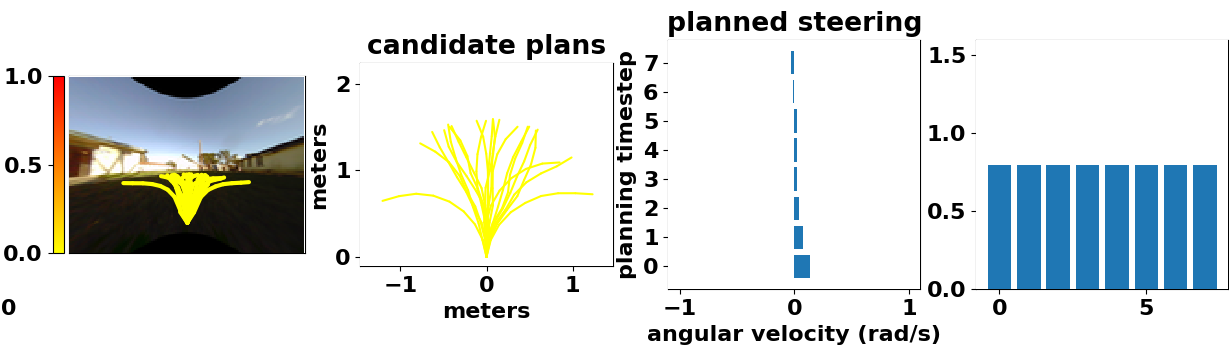 1.0
0.5
0.0
0
candidate plans
meters
2
1
0
−1 0 1
meters
planned steering
planning timestep
7
6
5
4
3
2
1
0
−1 0 1
angular velocity (rad/s)
1.5
1.0
0.5
0.0
0 5